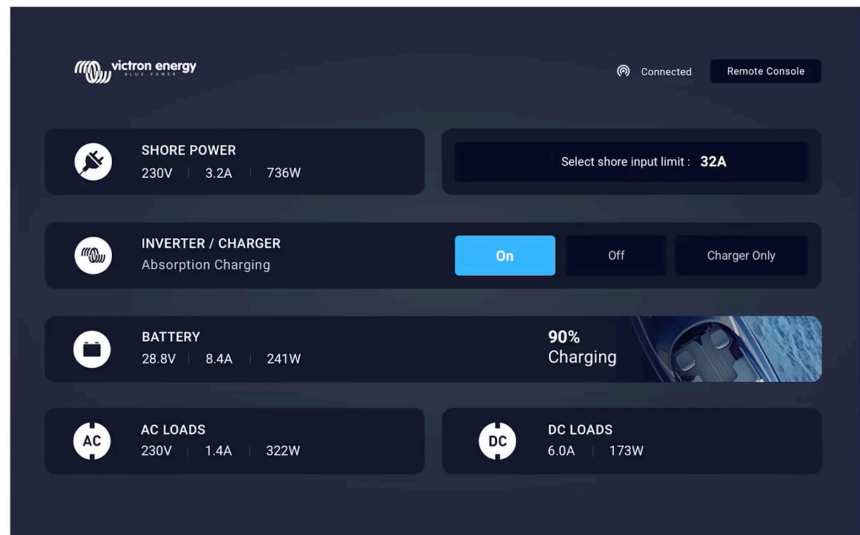 victron energy
BLUE POWER
Connected
Remote Console
SHORE POWER
230V | 3.2A | 736W
Select shore input limit : 32A
INVERTER / CHARGER
Absorption Charging
On
Off
Charger Only
BATTERY
28.8V | 8.4A | 241W
90%
Charging
AC
AC LOADS
230V | 1.4A | 322W
DC
DC LOADS
6.0A | 173W